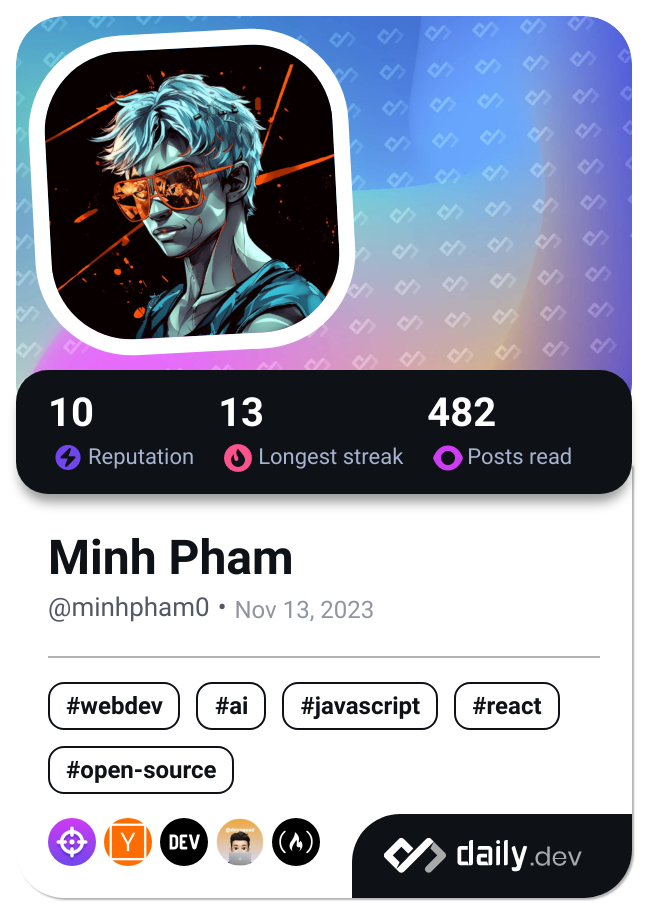 10 13 482
Reputation Longest streak Posts read
Minh Pham
@minhpham0 • Nov 13, 2023
#webdev #ai #javascript #react
#open-source
Y DEV
daily.dev